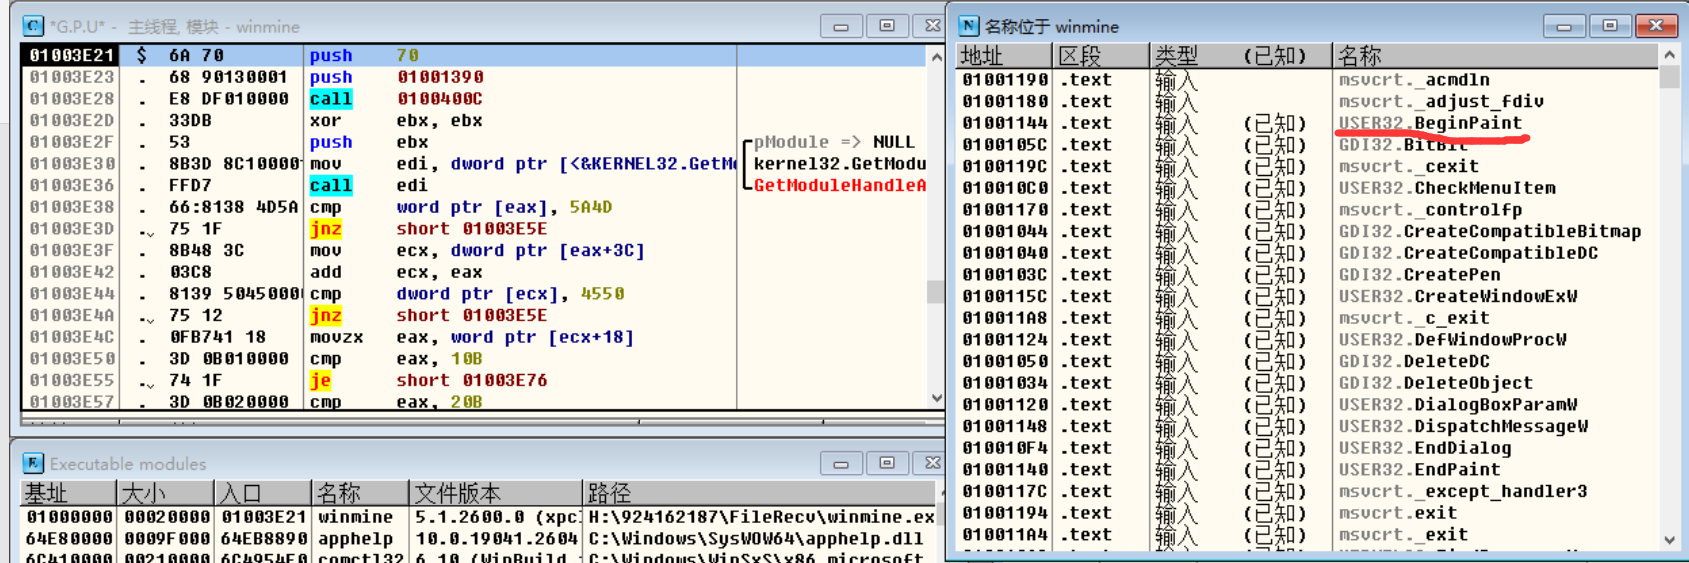 *G.P.U* - 主线程, 模块 - winmine
01003E21 $ 6A 70 push 70
01003E23 . 68 90130001 push 01001390
01003E28 . E8 DF010000 call 0100400C
01003E2D . 33DB xor ebx, ebx
01003E2F . 53 push ebx pModule => NULL
01003E30 . 8B3D 8C10000 mov edi, dword ptr [<&KERNEL32.GetMo kernel32.GetModu
01003E36 . FFD7 call edi GetModuleHandleA
01003E38 . 66:8138 4D5A cmp word ptr [eax], 5A4D
01003E3D . 75 1F jnz short 01003E5E
01003E3F . 8B48 3C mov ecx, dword ptr [eax+3C]
01003E42 . 03C8 add ecx, eax
01003E44 . 8139 5045000 cmp dword ptr [ecx], 4550
01003E4A . 75 12 jnz short 01003E5E
01003E4C . 0FB741 18 movzx eax, word ptr [ecx+18]
01003E50 . 3D 0B010000 cmp eax, 10B
01003E55 . 74 1F je short 01003E76
01003E57 . 3D 0B020000 cmp eax, 20B
Executable modules
基址 大小 入口 名称 文件版本 路径
01000000 00020000 01003E21 winmine 5.1.2600.0 (xpc H:\924162187\FileRecv\winmine.ex
64E80000 0009F000 64EB8890 apphelp 10.0.19041.2604 C:\Windows\SysWOW64\apphelp.dll
6C410000 00210000 6C4954E0 comctl32 6.10 (WinBuild. C:\Windows\WinSxS\x86_microsoft
名称位于 winmine
地址 区段 类型 (已知) 名称
01001190 .text 输入 msvcrt._acmdln
01001180 .text 输入 msvcrt._adjust_fdiv
01001144 .text 输入 (已知) USER32.BeginPaint
0100105C .text 输入 (已知) GDI32.BitBlt
0100119C .text 输入 (已知) msvcrt._cexit
010010C0 .text 输入 (已知) USER32.CheckMenuItem
01001170 .text 输入 (已知) msvcrt._controlfp
01001044 .text 输入 (已知) GDI32.CreateCompatibleBitmap
01001040 .text 输入 (已知) GDI32.CreateCompatibleDC
0100103C .text 输入 (已知) GDI32.CreatePen
0100115C .text 输入 (已知) USER32.CreateWindowExW
010011A8 .text 输入 (已知) msvcrt._c_exit
01001124 .text 输入 (已知) USER32.DefWindowProcW
01001050 .text 输入 (已知) GDI32.DeleteDC
01001034 .text 输入 (已知) GDI32.DeleteObject
01001120 .text 输入 (已知) USER32.DialogBoxParamW
01001148 .text 输入 (已知) USER32.DispatchMessageW
010010F4 .text 输入 (已知) USER32.EndDialog
01001140 .text 输入 (已知) USER32.EndPaint
0100117C .text 输入 (已知) msvcrt._except_handler3
01001194 .text 输入 (已知) msvcrt.exit
010011A4 .text 输入 (已知) msvcrt._exit